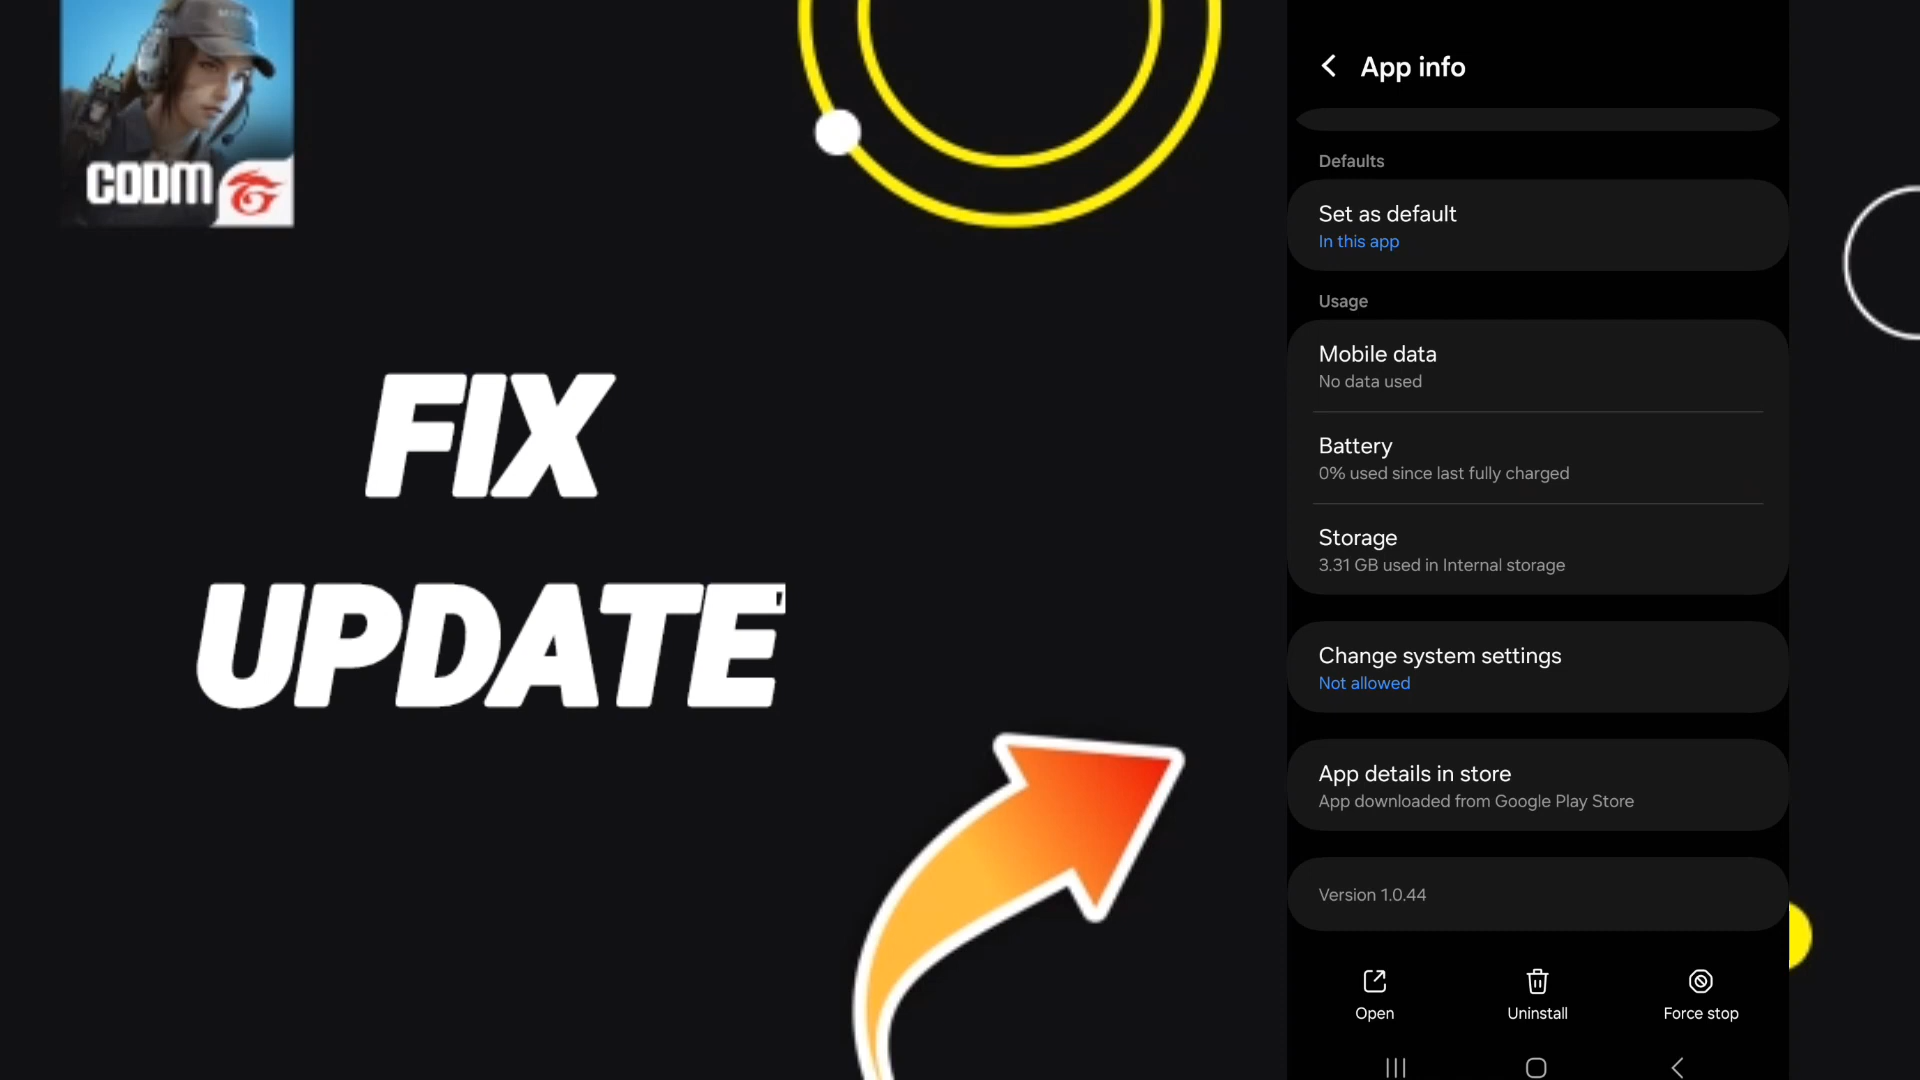 CODM
FIX
UPDATE
App info
Defaults
Set as default
In this app
Usage
Mobile data
No data used
Battery
0% used since last fully charged
Storage
3.31 GB used in Internal storage
Change system settings
Not allowed
App details in store
App downloaded from Google Play Store
Version 1.0.44
Open
Uninstall
Force stop